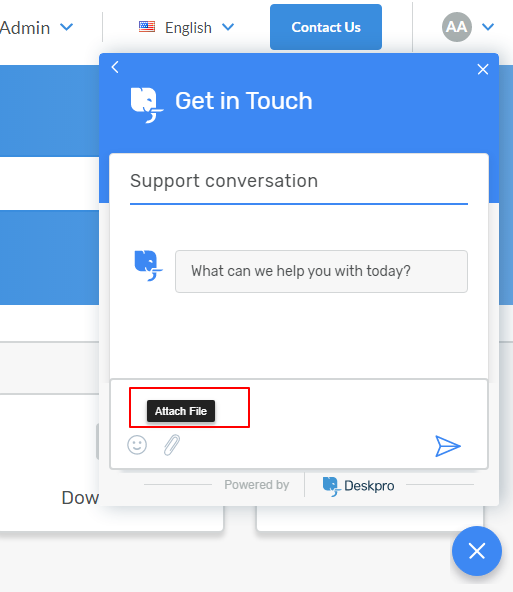 Admin
English
Contact Us
AA
Get in Touch
Support conversation
What can we help you with today?
Attach File
Powered by
Deskpro